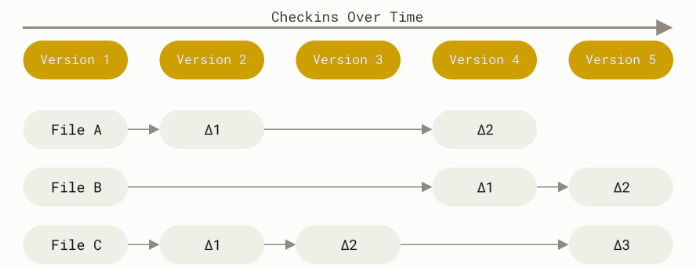 Checkins Over Time
Version 1 Version 2 Version 3 Version 4 Version 5
File A Δ1 Δ2
File B Δ1 Δ2
File C Δ1 Δ2 Δ3